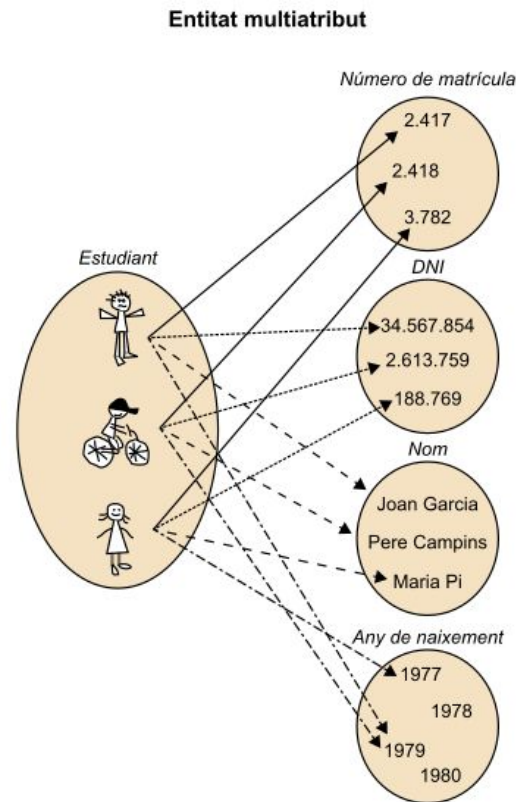 Entitat multiatribut
Número de matrícula
2.417
2.418
3.782
Estudiant
DNI
34.567.854
2.613.759
188.769
Nom
Joan Garcia
Pere Campins
Maria Pi
Any de naixement
1977
1978
1979
1980